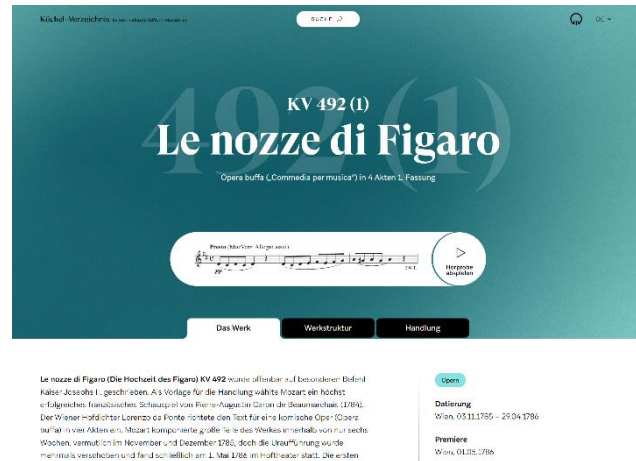 Köchel-Verzeichnis
SUCHE
DE
492 (1)
KV 492 (1)
Le nozze di Figaro
Opera buffa („Commedia per musica“) in 4 Akten 1. Fassung
Presto
Hörprobe
abspielen
Das Werk Werkstruktur Handlung
Le nozze di Figaro (Die Hochzeit des Figaro) KV 492 wurde offenbar auf besonderen Befehl
Kaiser Josephs II. geschrieben. Als Vorlage für die Handlung wählte Mozart ein höchst
erfolgreiches französisches Schauspiel von Pierre-Augustin Caron de Beaumarchais (1784).
Der Wiener Hofdichter Lorenzo da Ponte richtete den Text für eine komische Oper (Opera
buffa) in vier Akten ein. Mozart komponierte große Teile des Werkes innerhalb von nur sechs
Wochen, vermutlich im November und Dezember 1785, doch die Uraufführung wurde
mehrmals verschoben und fand schließlich am 1. Mai 1786 im Hoftheater statt. Die ersten
Opern
Datierung
Wien, 03.11.1785 – 29.04.1786
Premiere
Wien, 01.05.1786